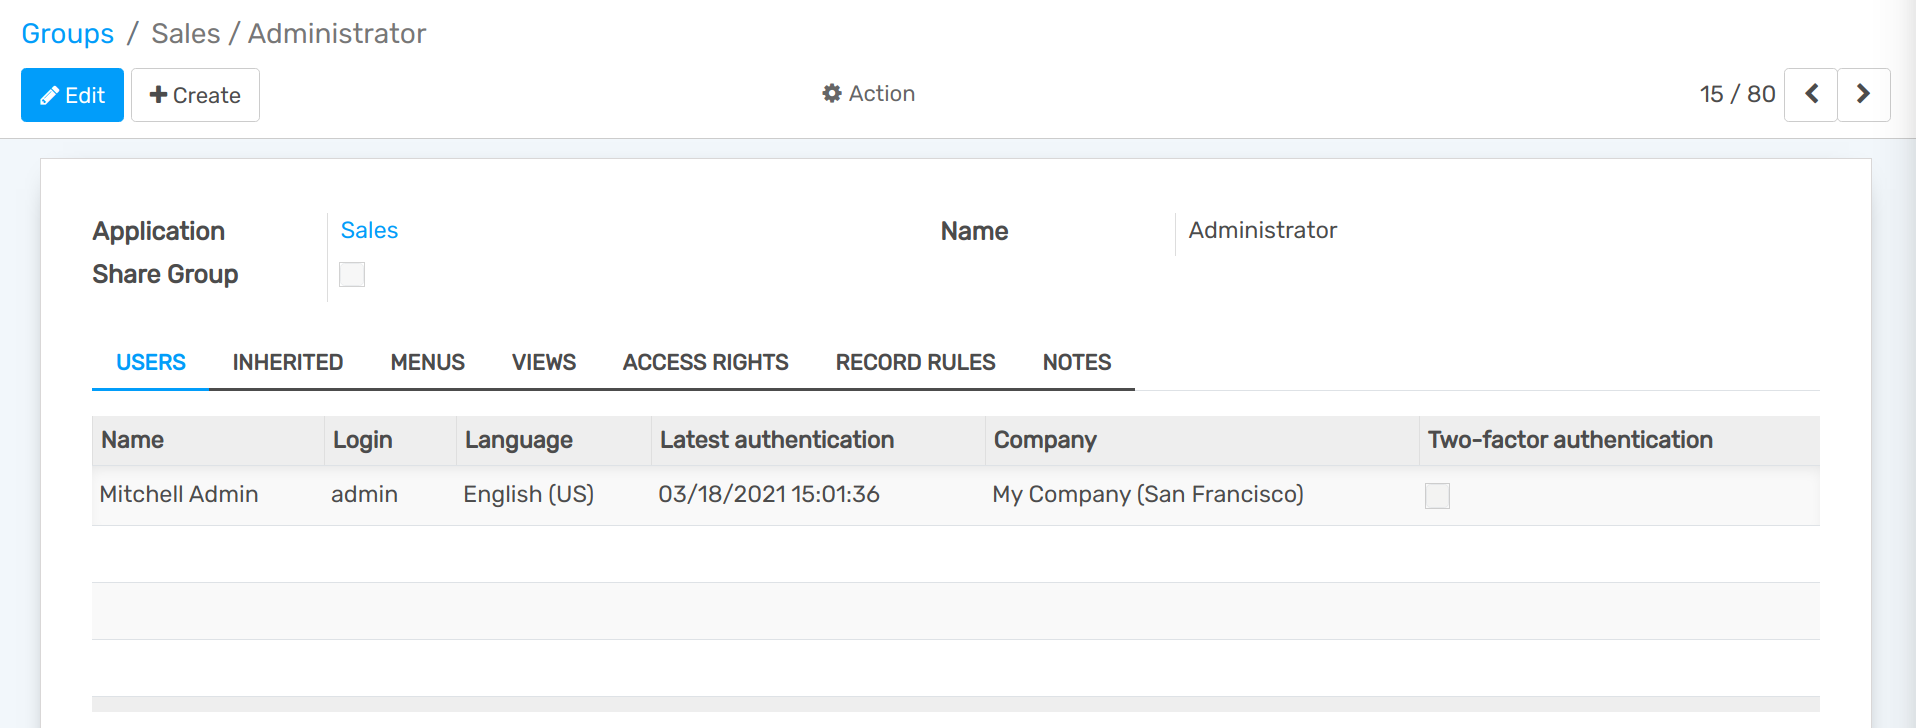 Groups / Sales / Administrator
Edit Create Action 15 / 80
Application Sales Name Administrator
Share Group
USERS INHERITED MENUS VIEWS ACCESS RIGHTS RECORD RULES NOTES
Name Login Language Latest authentication Company Two-factor authentication
Mitchell Admin admin English (US) 03/18/2021 15:01:36 My Company (San Francisco)